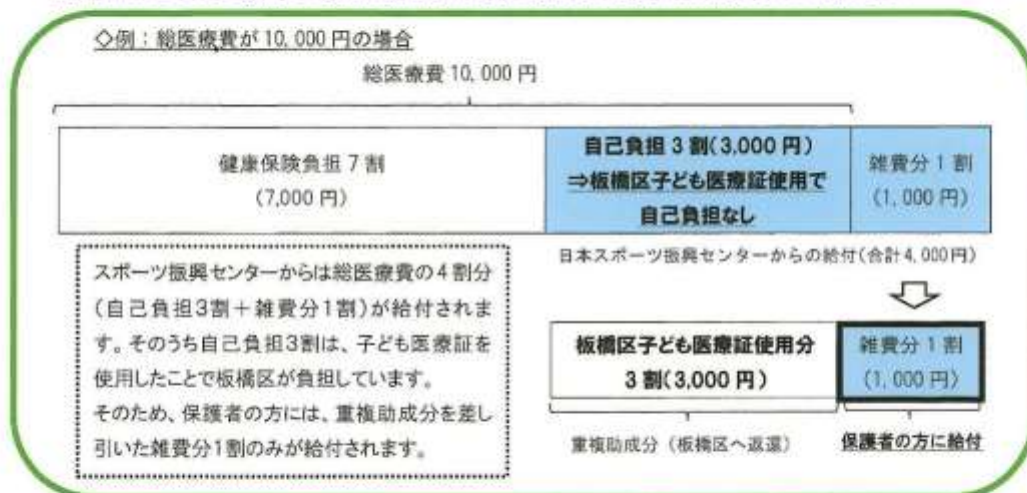 ◇例：総医療費が10,000円の場合
総医療費10,000円
健康保険負担7割
(7,000円)
自己負担3割(3,000円)
⇒板橋区子ども医療証使用で
自己負担なし
雑費分1割
(1,000円)
日本スポーツ振興センターからの給付(合計4,000円)
スポーツ振興センターからは総医療費の4割分
(自己負担3割＋雑費分1割)が給付されま
す。そのうち自己負担3割は、子ども医療証を
使用したことで板橋区が負担しています。
そのため、保護者の方には、重複助成分を差し
引いた雑費分1割のみが給付されます。
板橋区子ども医療証使用分
3割(3,000円)
雑費分1割
(1,000円)
重複助成分（板橋区へ返還）
保護者の方に給付